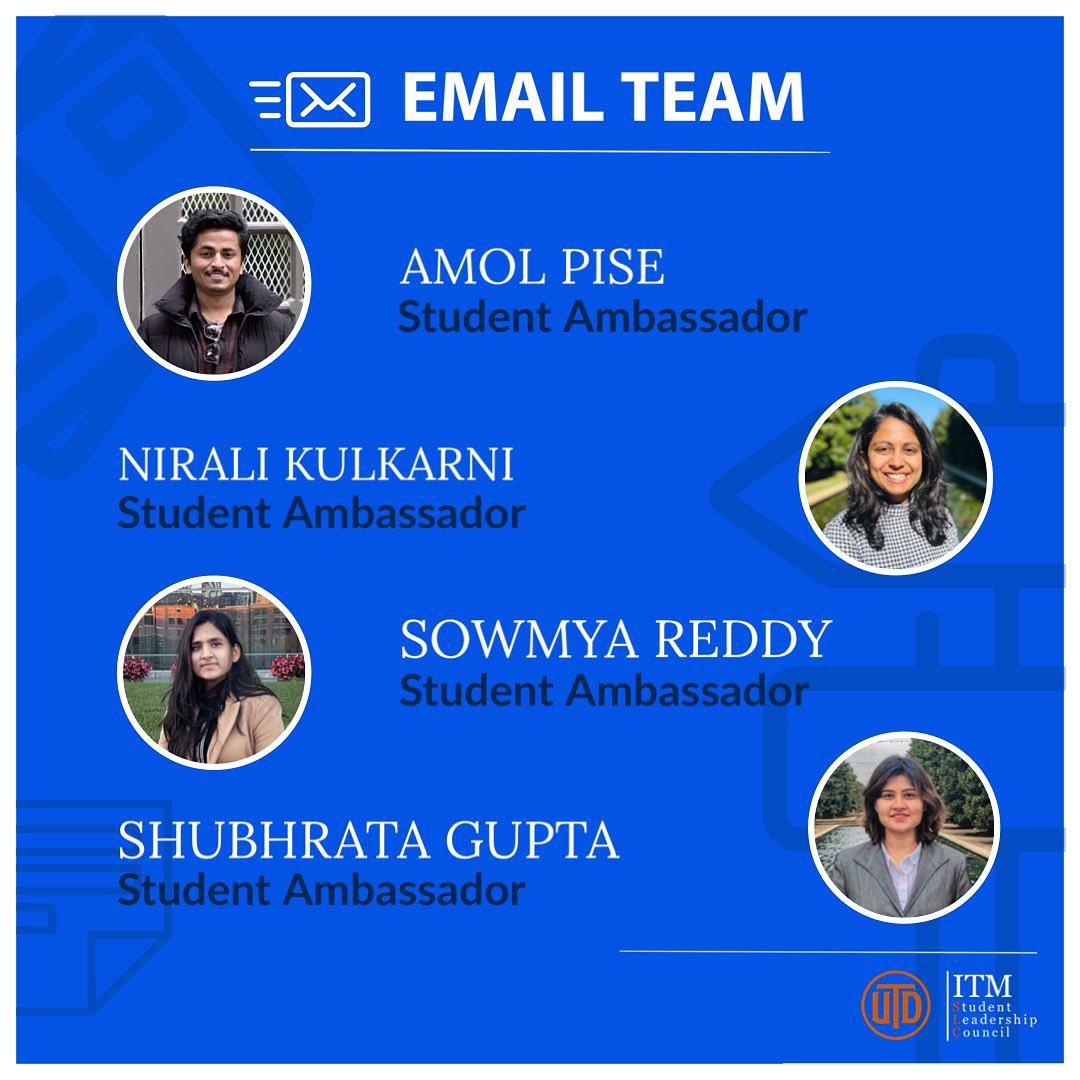 EMAIL TEAM
AMOL PISE
Student Ambassador
NIRALI KULKARNI
Student Ambassador
SOWMYA REDDY
Student Ambassador
SHUBHRATA GUPTA
Student Ambassador
UTD
ITM
Student
Leadership
Council